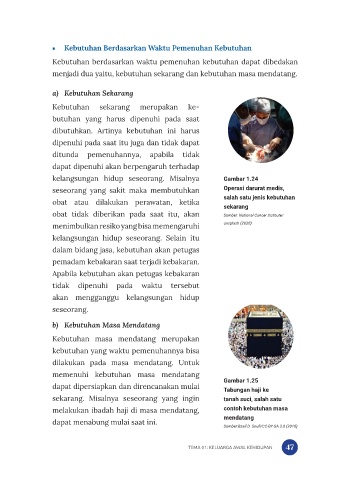 • Kebutuhan Berdasarkan Waktu Pemenuhan Kebutuhan
Kebutuhan berdasarkan waktu pemenuhan kebutuhan dapat dibedakan
menjadi dua yaitu, kebutuhan sekarang dan kebutuhan masa mendatang.
a) Kebutuhan Sekarang
Kebutuhan sekarang merupakan ke-
butuhan yang harus dipenuhi pada saat
dibutuhkan. Artinya kebutuhan ini harus
dipenuhi pada saat itu juga dan tidak dapat
ditunda pemenuhannya, apabila tidak
dapat dipenuhi akan berpengaruh terhadap
kelangsungan hidup seseorang. Misalnya
seseorang yang sakit maka membutuhkan
obat atau dilakukan perawatan, ketika
obat tidak diberikan pada saat itu, akan
menimbulkan resiko yang bisa memengaruhi
kelangsungan hidup seseorang. Selain itu
dalam bidang jasa, kebutuhan akan petugas
pemadam kebakaran saat terjadi kebakaran.
Apabila kebutuhan akan petugas kebakaran
tidak dipenuhi pada waktu tersebut
akan mengganggu kelangsungan hidup
seseorang.
Gambar 1.24
Operasi darurat medis,
salah satu jenis kebutuhan
sekarang
Sumber: National Cancer Institute/
unsplash (2020)
b) Kebutuhan Masa Mendatang
Kebutuhan masa mendatang merupakan
kebutuhan yang waktu pemenuhannya bisa
dilakukan pada masa mendatang. Untuk
memenuhi kebutuhan masa mendatang
dapat dipersiapkan dan direncanakan mulai
sekarang. Misalnya seseorang yang ingin
melakukan ibadah haji di masa mendatang,
dapat menabung mulai saat ini.
Gambar 1.25
Tabungan haji ke
tanah suci, salah satu
contoh kebutuhan masa
mendatang
TEMA 01: KELUARGA AWAL KEHIDUPAN 47